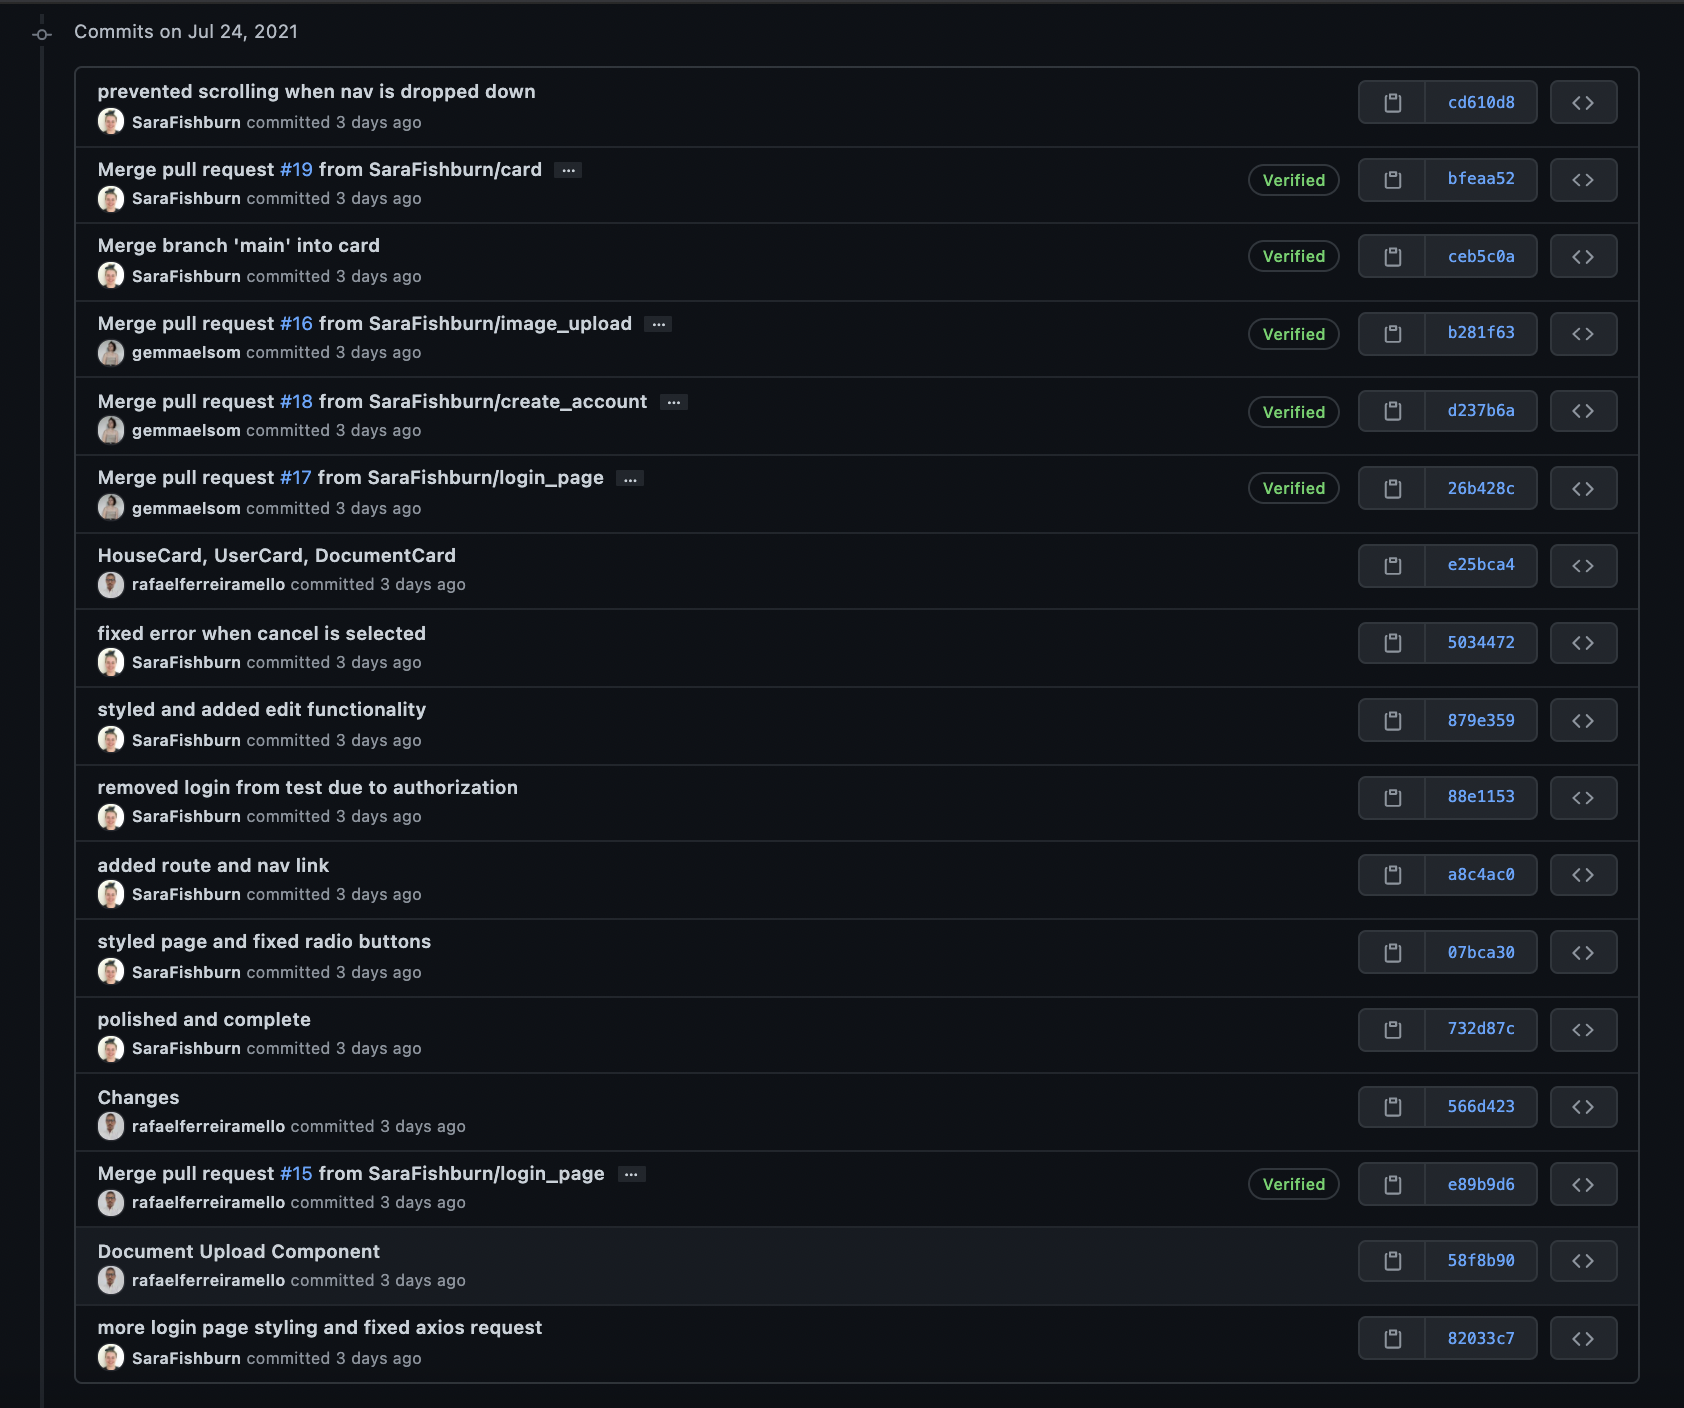 Commits on Jul 24, 2021
prevented scrolling when nav is dropped down
SaraFishburn committed 3 days ago
cd610d8
Merge pull request #19 from SaraFishburn/card ...
SaraFishburn committed 3 days ago
Verified
bfeaa52
Merge branch 'main' into card
SaraFishburn committed 3 days ago
Verified
ceb5c0a
Merge pull request #16 from SaraFishburn/image_upload ...
gemmaelsom committed 3 days ago
Verified
b281f63
Merge pull request #18 from SaraFishburn/create_account ...
gemmaelsom committed 3 days ago
Verified
d237b6a
Merge pull request #17 from SaraFishburn/login_page ...
gemmaelsom committed 3 days ago
Verified
26b428c
HouseCard, UserCard, DocumentCard
rafaelferreiramello committed 3 days ago
e25bca4
fixed error when cancel is selected
SaraFishburn committed 3 days ago
5034472
styled and added edit functionality
SaraFishburn committed 3 days ago
879e359
removed login from test due to authorization
SaraFishburn committed 3 days ago
88e1153
added route and nav link
SaraFishburn committed 3 days ago
a8c4ac0
styled page and fixed radio buttons
SaraFishburn committed 3 days ago
07bca30
polished and complete
SaraFishburn committed 3 days ago
732d87c
Changes
rafaelferreiramello committed 3 days ago
566d423
Merge pull request #15 from SaraFishburn/login_page ...
rafaelferreiramello committed 3 days ago
Verified
e89b9d6
Document Upload Component
rafaelferreiramello committed 3 days ago
58f8b90
more login page styling and fixed axios request
SaraFishburn committed 3 days ago
82033c7